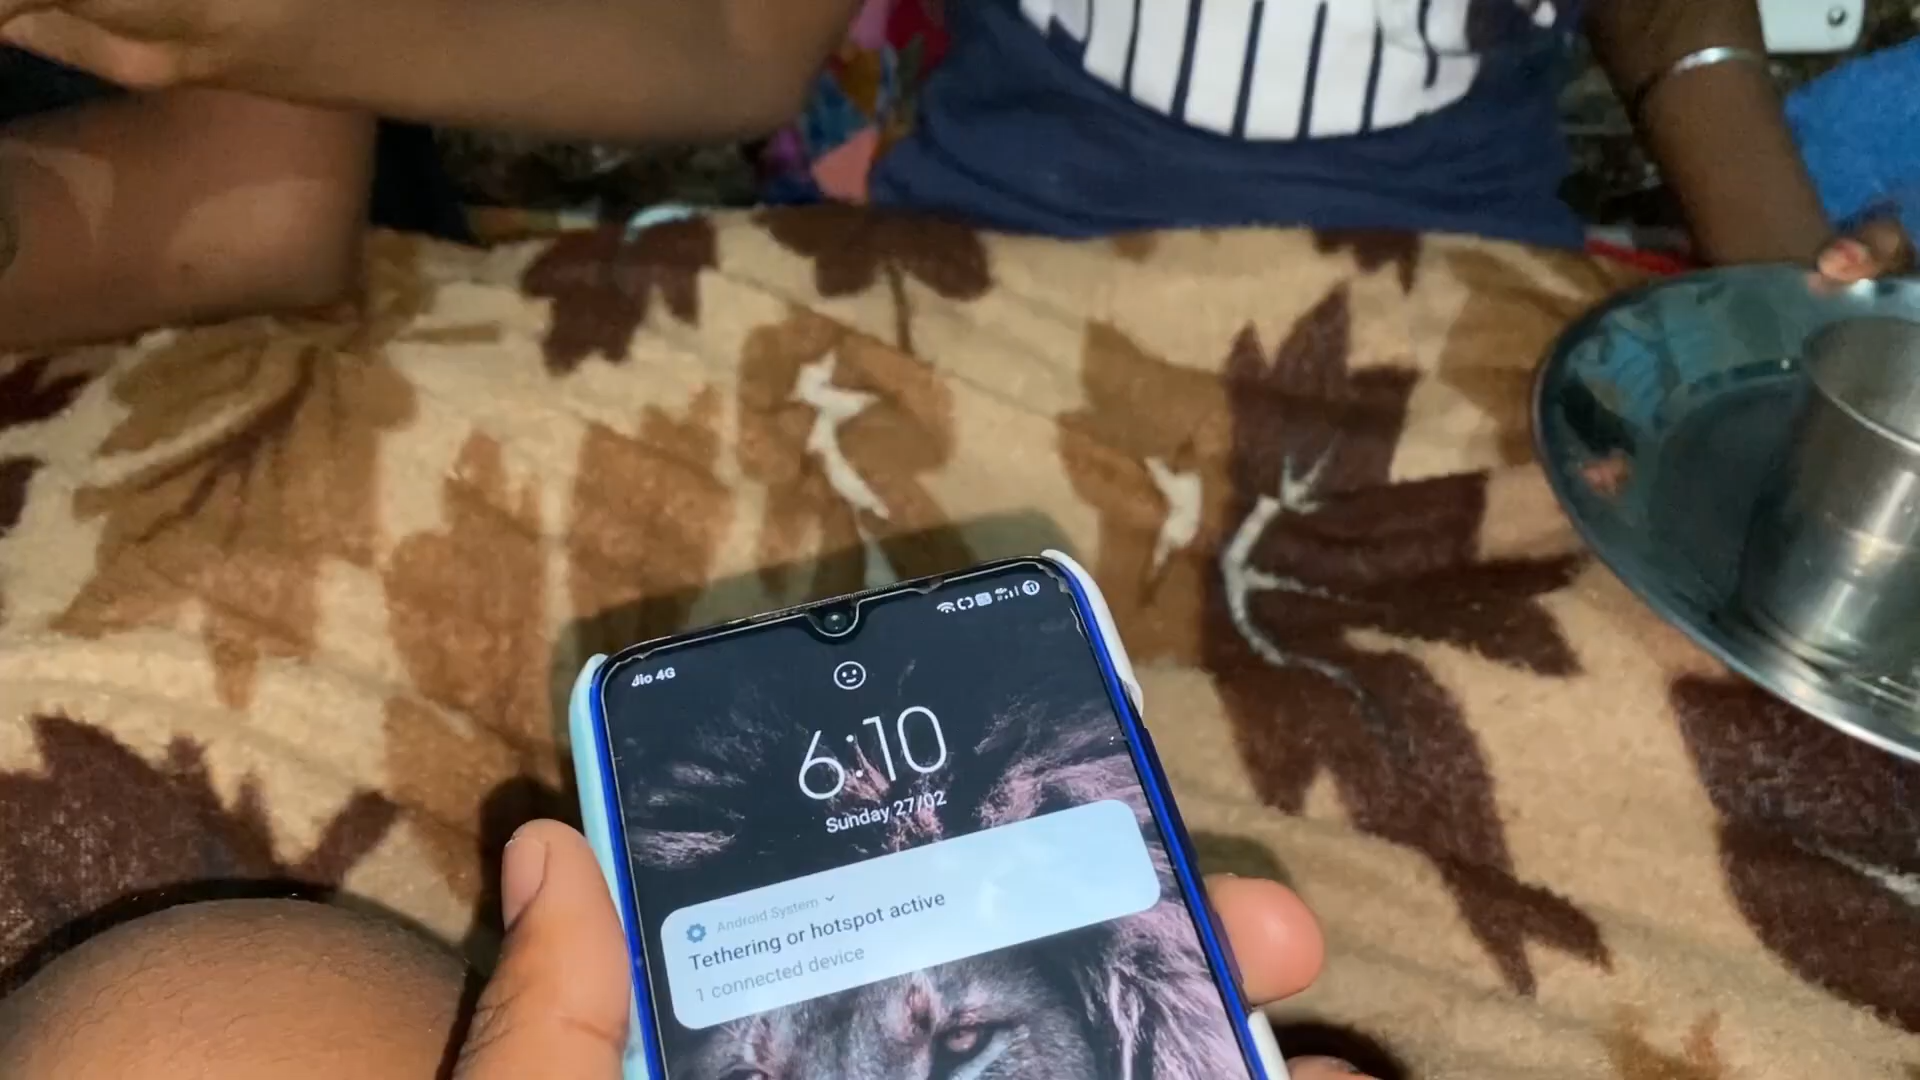 Jio 4G
6:10
Sunday 27/02
Android System
Tethering or hotspot active
1 connected device